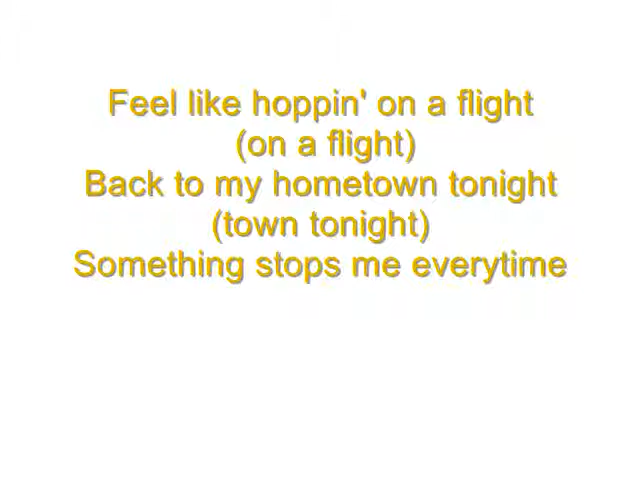 Feel like hoppin' on a flight
(on a flight)
Back to my hometown tonight
(town tonight)
Something stops me everytime